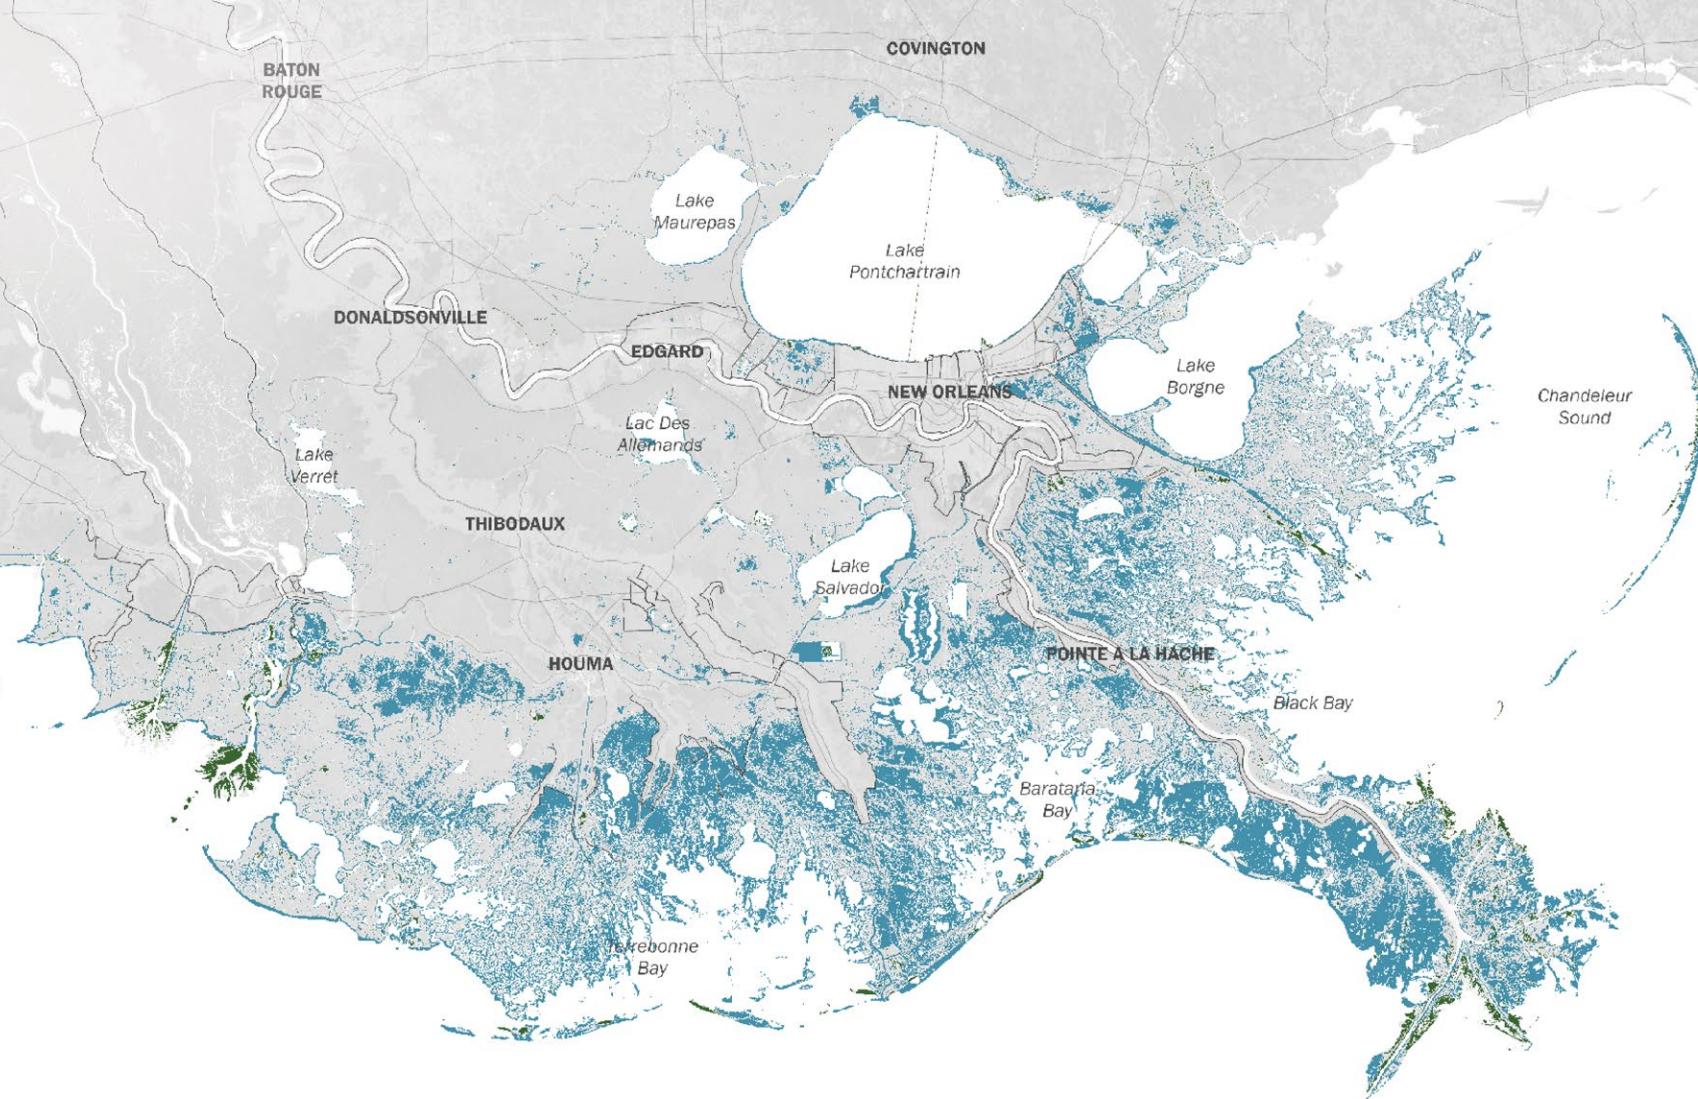 COVINGTON
BATON
ROUGE
Lake
Maurepas
Lake
Pontchartrain
DONALDSONVILLE
EDGARD
Lake
Borgne
NEW ORLEANS
Chandeleur
Sound
Lac Des
Allemands
Lake
Verret
THIBODAUX
Lake
Salvador
HOUMA
POINTE A LA HACHE
Black Bay
Barataria
Bay
Terrebonne
Bay